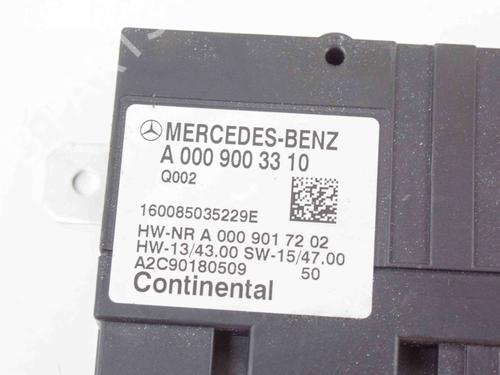 MERCEDES-BENZ
A 000 900 33 10
Q002
160085035229E
HW-NR A 000 901 72 02
HW-13/43.00 SW-15/47.00
A2C90180509 50
Continental